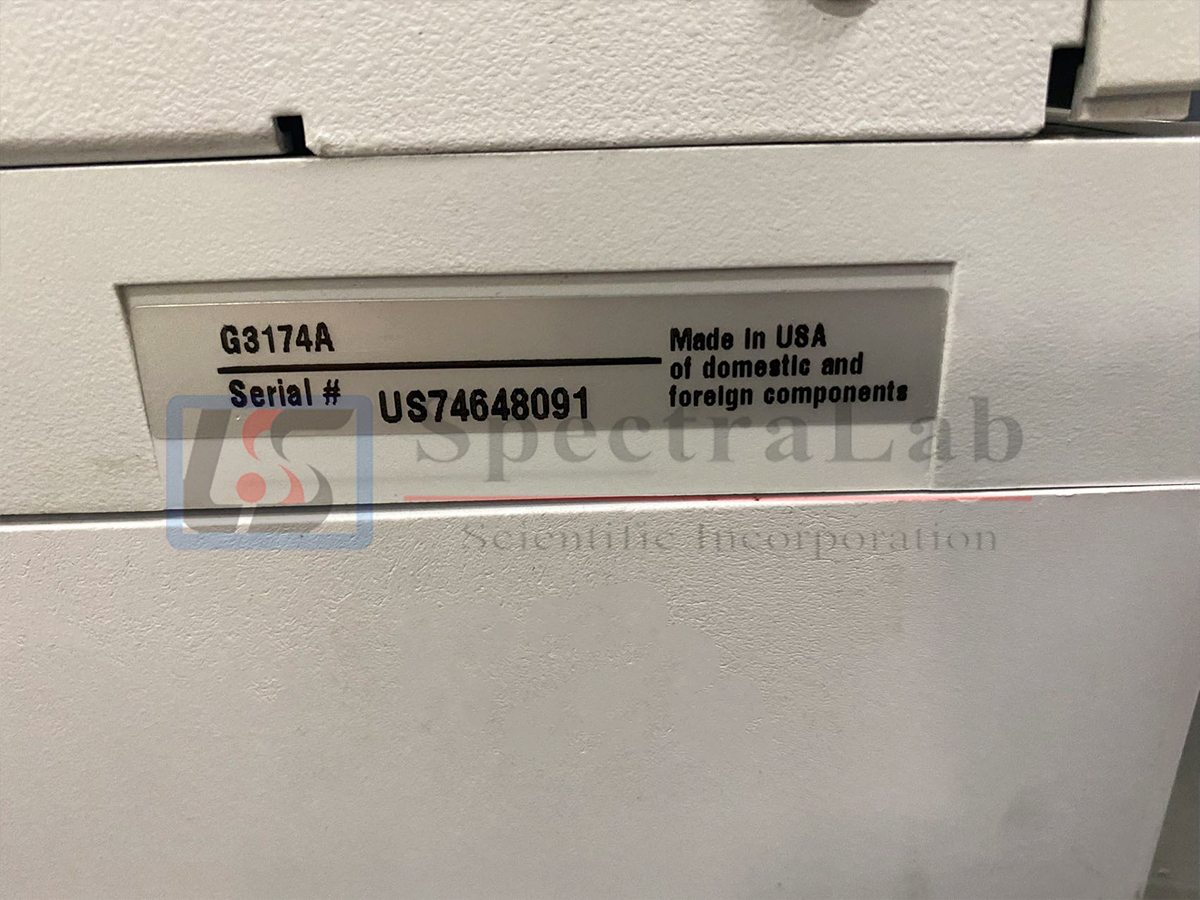 G3174A
Serial # US74648091
Made in USA
of domestic and
foreign components
SpectraLab
Scientific Incorporation